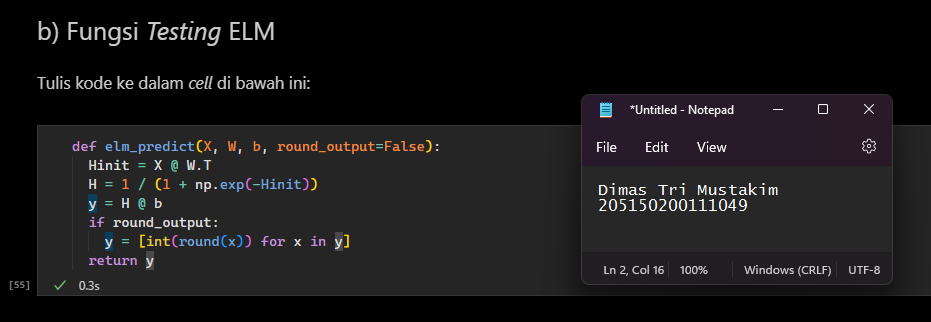 b) Fungsi Testing ELM
Tulis kode ke dalam cell di bawah ini:
def elm_predict(X, W, b, round_output=False):
Hinit = X @ W.T
H = 1 / (1 + np.exp(-Hinit))
y = H @ b
if round_output:
y = [int(round(x)) for x in y]
return y
[55]
0.3s
*Untitled - Notepad
File Edit View
Dimas Tri Mustakim
205150200111049
Ln 2, Col 16 100% Windows (CRLF) UTF-8